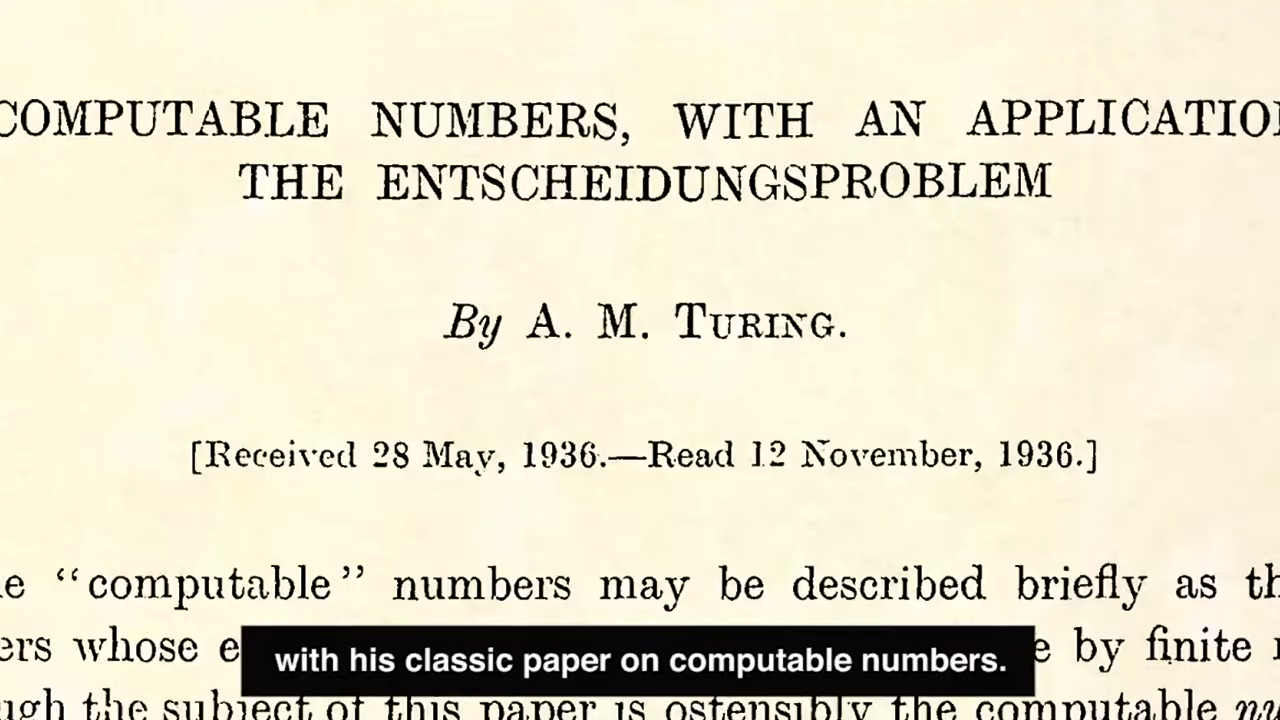 COMPUTABLE NUMBERS, WITH AN APPLICATIO
THE ENTSCHEIDUNGSPROBLEM
By A. M. TURING.
[Received 28 May, 1936.—Read 12 November, 1936.]
e “computable” numbers may be described briefly as th
ers whose e
e by finite
with his classic paper on computable numbers.
ugh the subject of this paper is ostensibly the computable